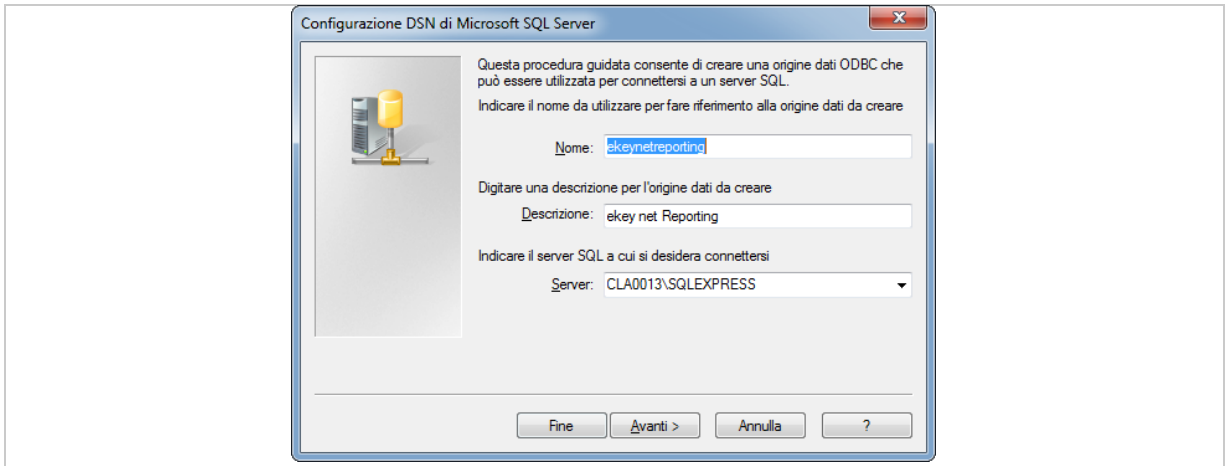 Configurazione DSN di Microsoft SQL Server
Questa procedura guidata consente di creare una origine dati ODBC che
può essere utilizzata per connettersi a un server SQL.
Indicare il nome da utilizzare per fare riferimento alla origine dati da creare
Nome: ekeynetreporting
Digitare una descrizione per l'origine dati da creare
Descrizione: ekey net Reporting
Indicare il server SQL a cui si desidera connettersi
Server: CLA0013\SQLEXPRESS
Fine Avanti > Annulla ?